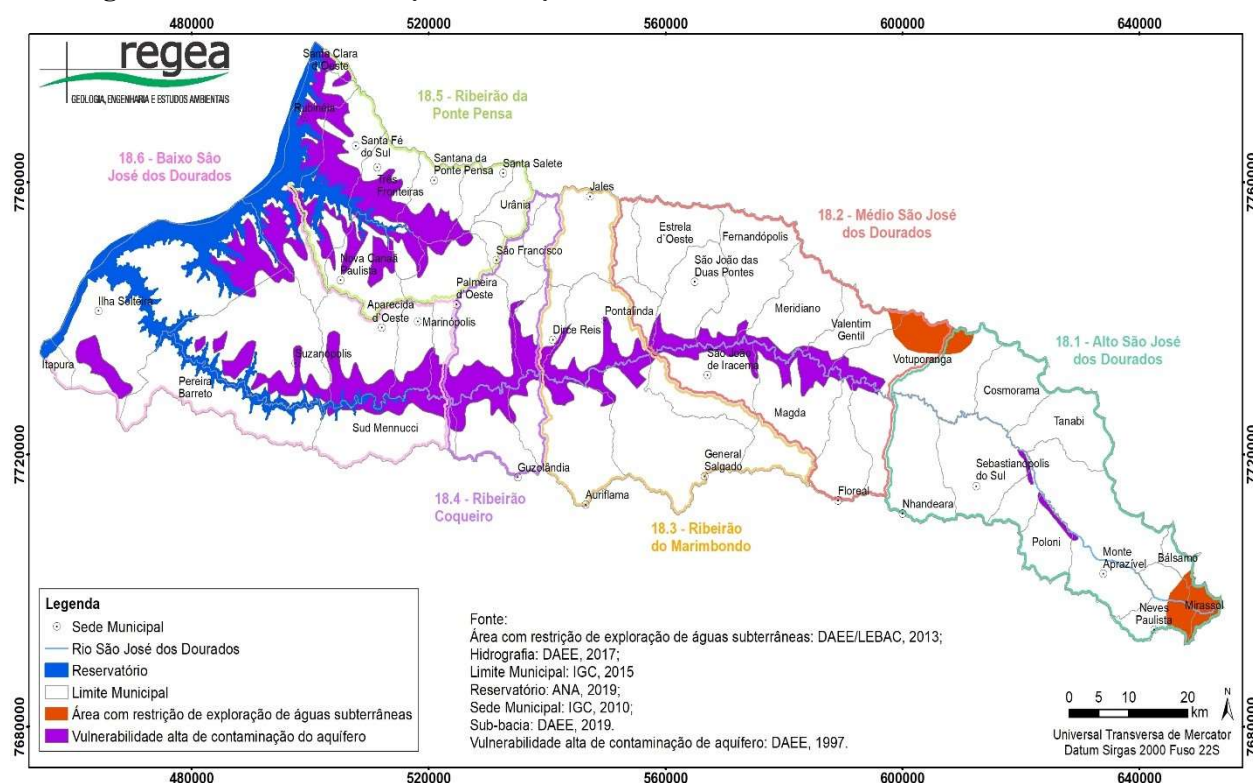 480000
520000
560000
600000
640000
regea
GEOLOGIA, ENGENHARIA E ESTUDOS AMBIENTAIS
Santa Clara
d'Oeste
18.5 - Ribeirão da
Ponte Pensa
Rubinéia
Santa Fé
do Sul
Santana da
Ponte Pensa
Santa Salete
18.6 - Baixo São
José dos Dourados
Três
Fronteiras
7760000
Urânia
Jales
18.2 - Médio São José
dos Dourados
Estrela
d'Oeste
Fernandópolis
São Francisco
Nova Canaã
Paulista
São João das
Duas Pontes
Palmeira
d'Oeste
Ilha Solteira
Aparecida
d'Oeste
Marinópolis
Pontalinda
Meridiano
Valentim
Gentil
Dirce Reis
18.1 - Alto São José
dos Dourados
Itapura
Suzanópolis
Votuporanga
São João
de Iracema
Pereira
Barreto
Cosmorama
Tanabi
Magda
Sud Mennucci
7720000
Guzolândia
General
Salgado
Sebastianópolis
do Sul
Auriflama
Floreal
Nhandeara
18.4 - Ribeirão
Coqueiro
18.3 - Ribeirão
do Marimbondo
Poloni
Monte
Aprazível
Bálsamo
Neves
Paulista
Mirassol
Legenda
Sede Municipal
Rio São José dos Dourados
Reservatório
Limite Municipal
Área com restrição de exploração de águas subterrâneas
Vulnerabilidade alta de contaminação do aquífero
Fonte:
Área com restrição de exploração de águas subterrâneas: DAEE/LEBAC, 2013;
Hidrografia: DAEE, 2017;
Limite Municipal: IGC, 2015
Reservatório: ANA, 2019;
Sede Municipal: IGC, 2010;
Sub-bacia: DAEE, 2019.
Vulnerabilidade alta de contaminação de aquífero: DAEE, 1997.
0 5 10 20
km
N
Universal Transversa de Mercator
Datum Sirgas 2000 Fuso 22S
7680000
480000
520000
560000
600000
640000